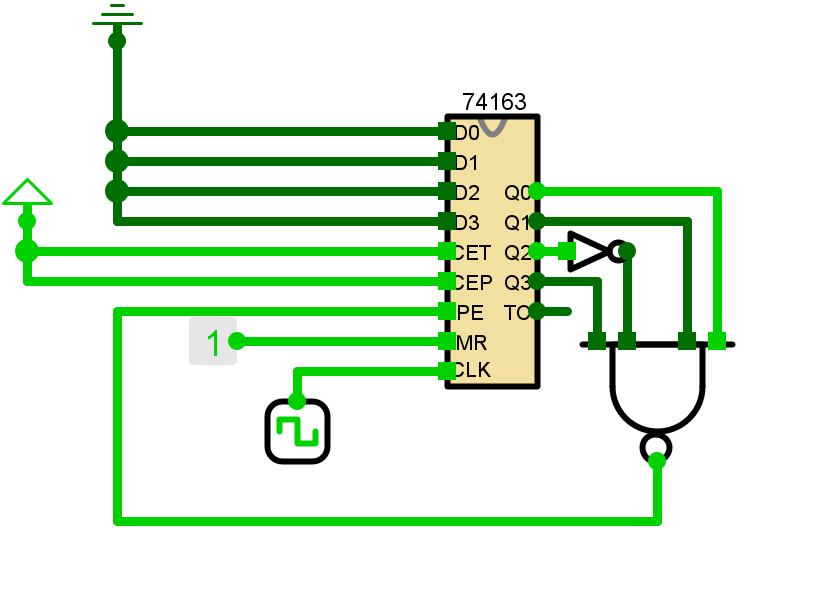 74163
D0
D1
D2 Q0
D3 Q1
CET Q2
CEP Q3
PE TC
1 MR
CLK